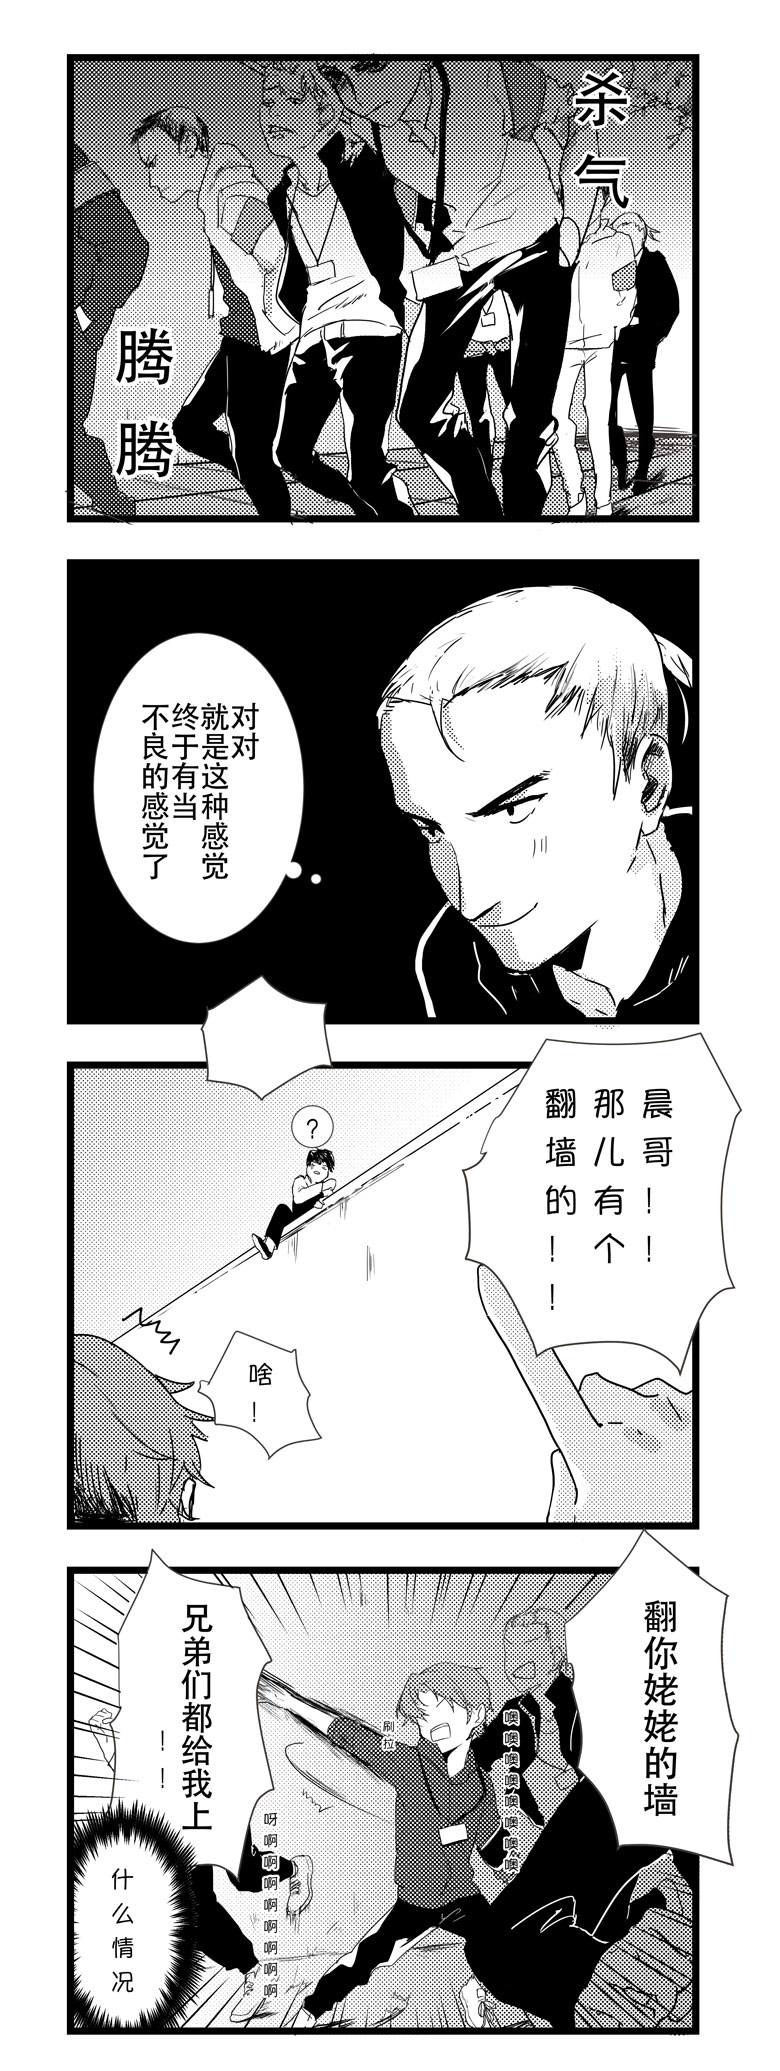 杀气
腾腾
对对
就是这种感觉
终于有当
不良的感觉了
?
晨哥!!
那儿有个
翻墙的!!
啥!
翻你姥姥的墙
兄弟们都给我上
!!
刷拉
噢噢噢噢噢噢噢噢
呀啊啊啊啊啊啊啊啊
什么情况